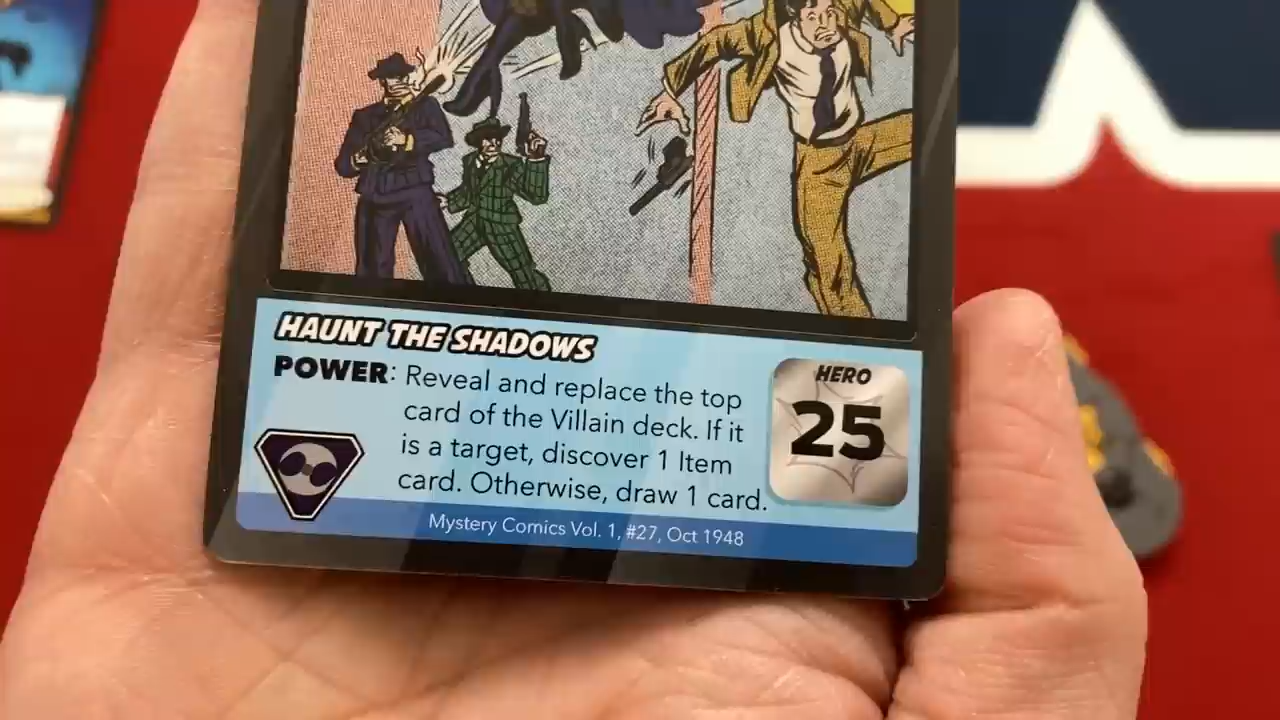 HAUNT THE SHADOWS
POWER: Reveal and replace the top
card of the Villain deck. If it
is a target, discover 1 Item
card. Otherwise, draw 1 card.
HERO
25
Mystery Comics Vol. 1, #27, Oct 1948